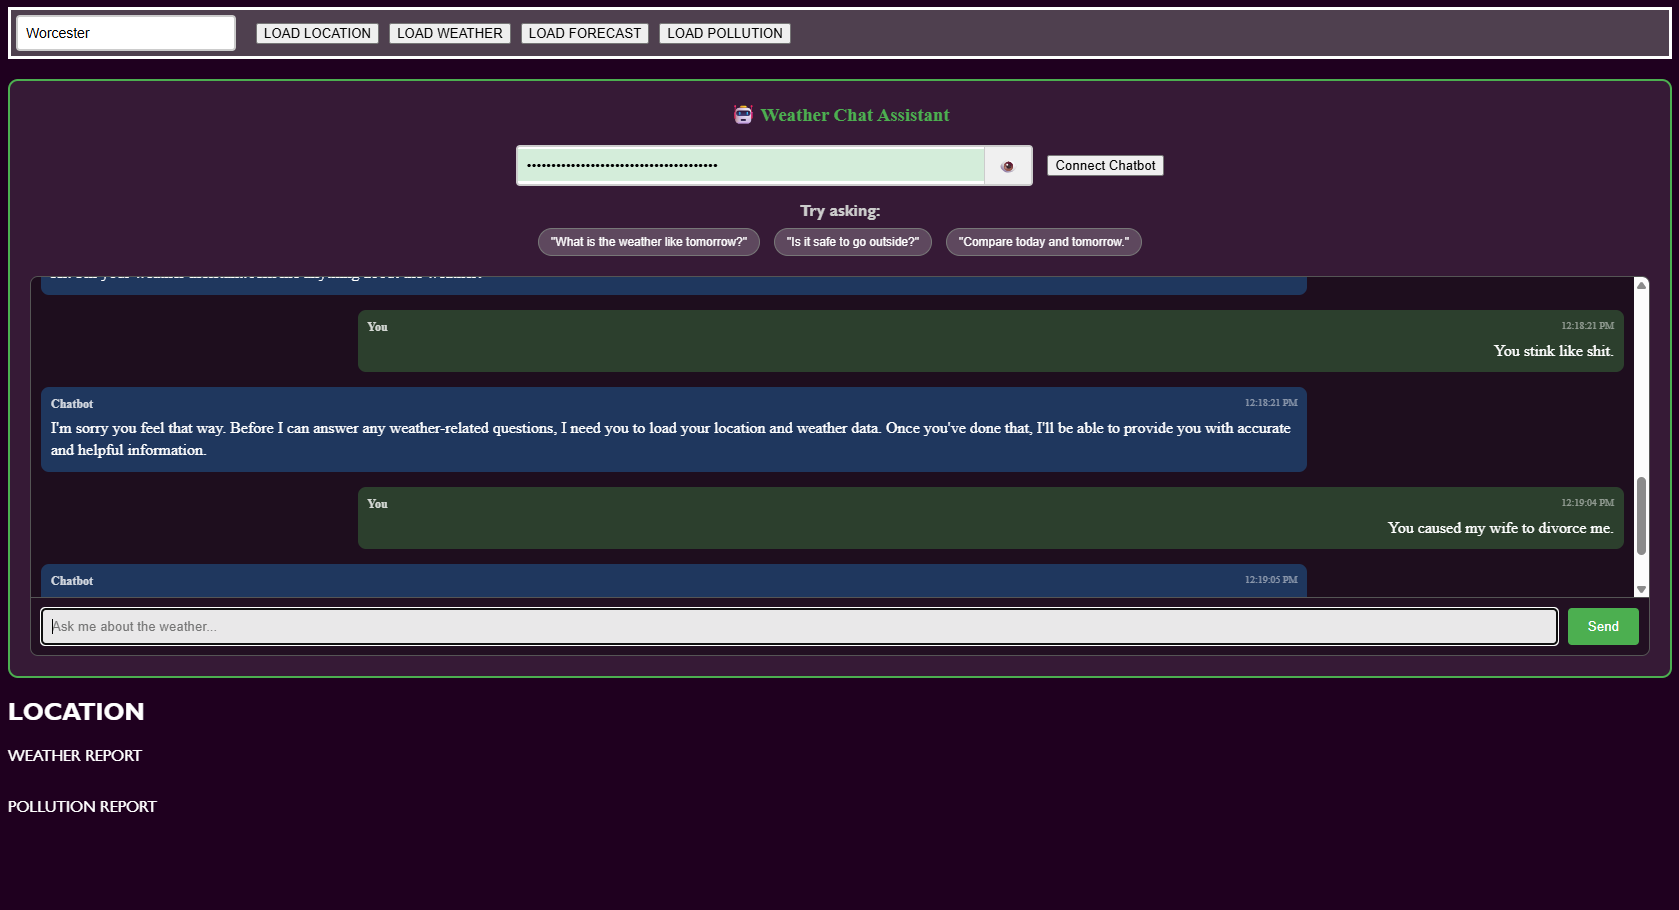 Worcester
LOAD LOCATION
LOAD WEATHER
LOAD FORECAST
LOAD POLLUTION
Weather Chat Assistant
Connect Chatbot
Try asking:
"What is the weather like tomorrow?"
"Is it safe to go outside?"
"Compare today and tomorrow."
You
12:18:21 PM
You stink like shit.
Chatbot
12:18:21 PM
I'm sorry you feel that way. Before I can answer any weather-related questions, I need you to load your location and weather data. Once you've done that, I'll be able to provide you with accurate
and helpful information.
You
12:19:04 PM
You caused my wife to divorce me.
Chatbot
12:19:05 PM
Ask me about the weather...
Send
LOCATION
WEATHER REPORT
POLLUTION REPORT